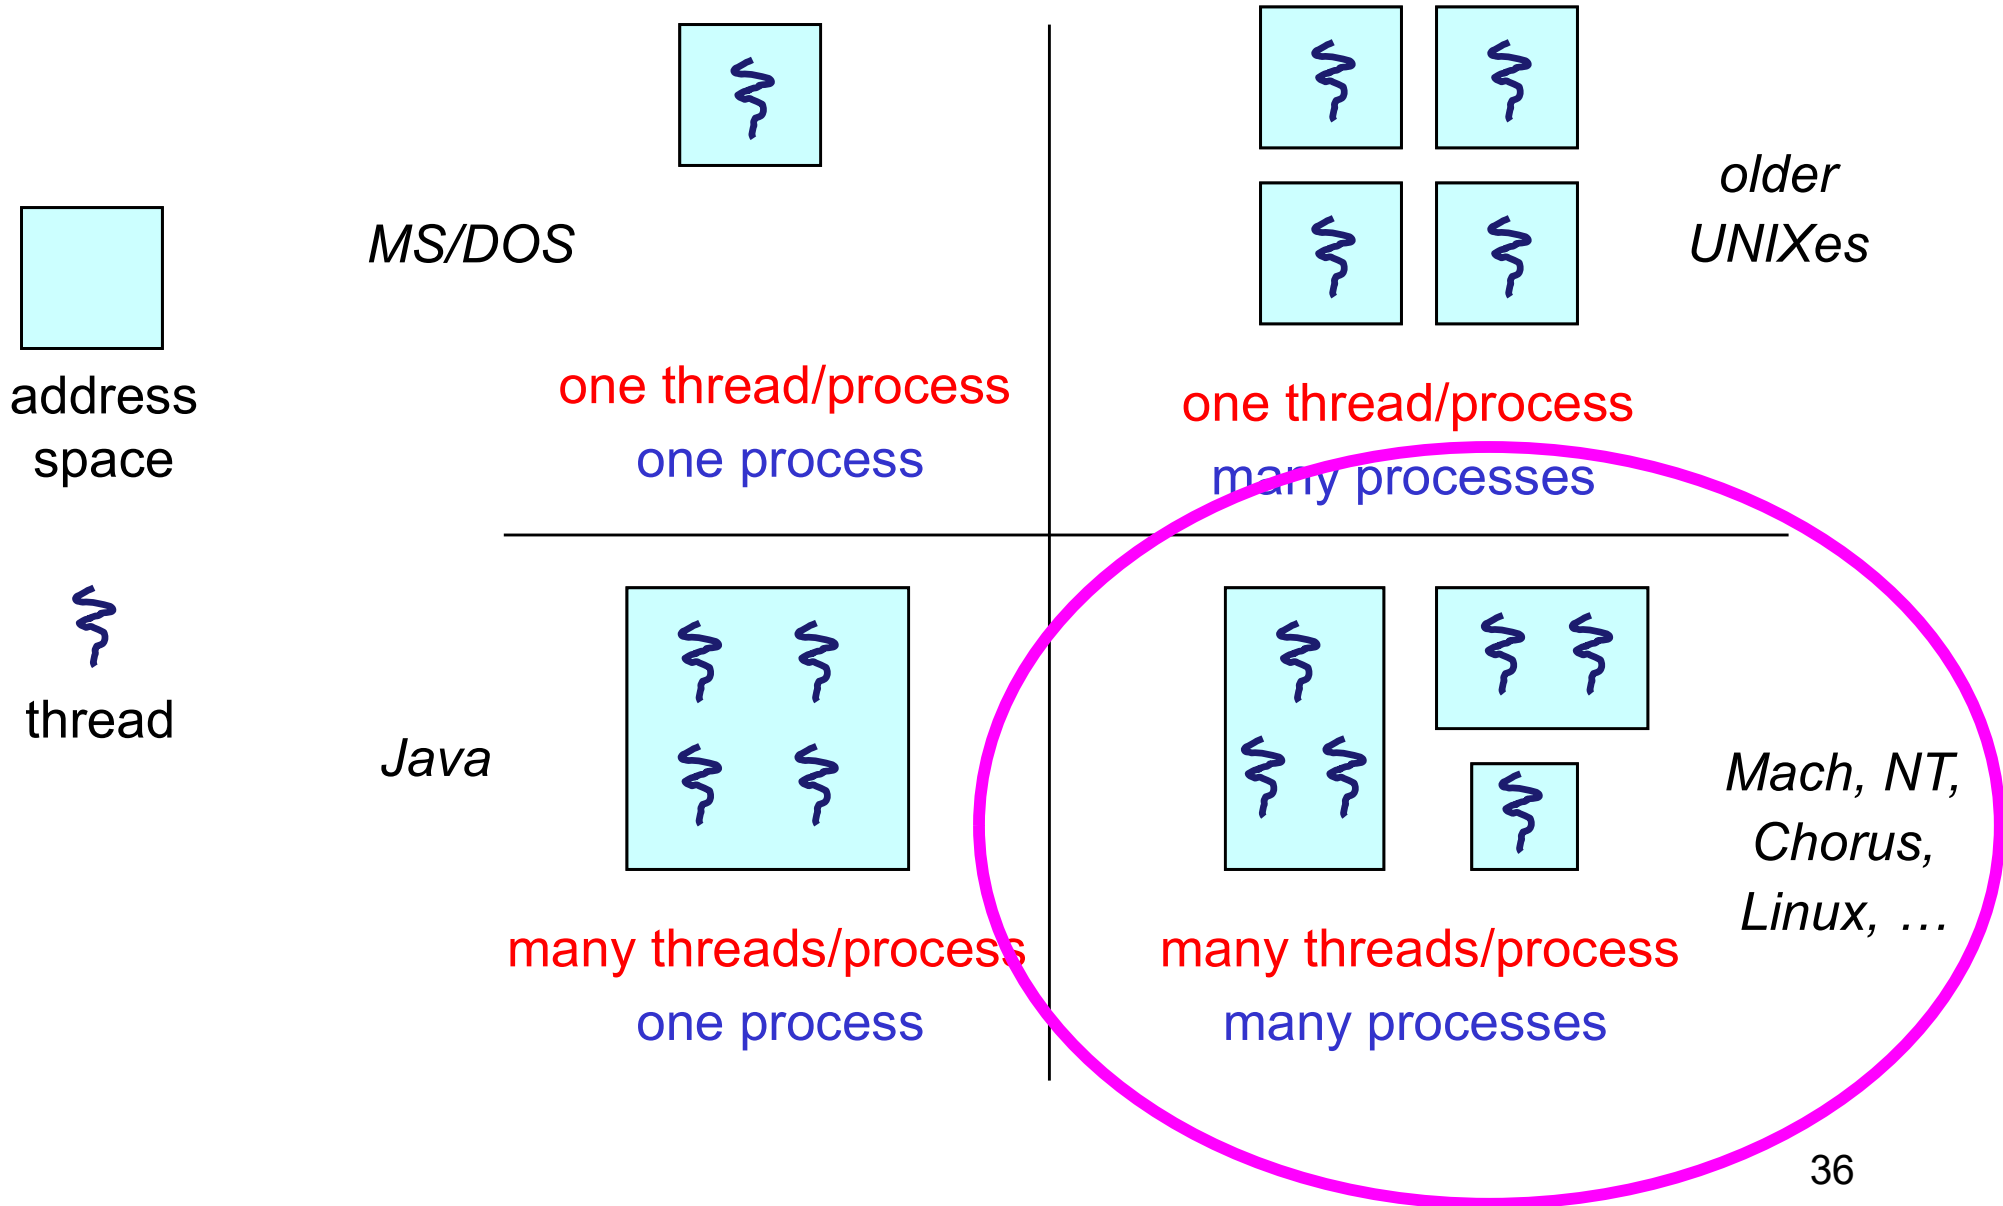 address
space
thread
MS/DOS
one thread/process
one process
older
UNIXes
one thread/process
many processes
Java
many threads/process
one process
Mach, NT,
Chorus,
Linux, …
many threads/process
many processes
36